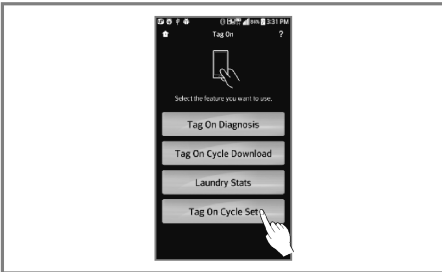 3:31 PM
Tag On
?
Select the feature you want to use.
Tag On Diagnosis
Tag On Cycle Download
Laundry Stats
Tag On Cycle Set